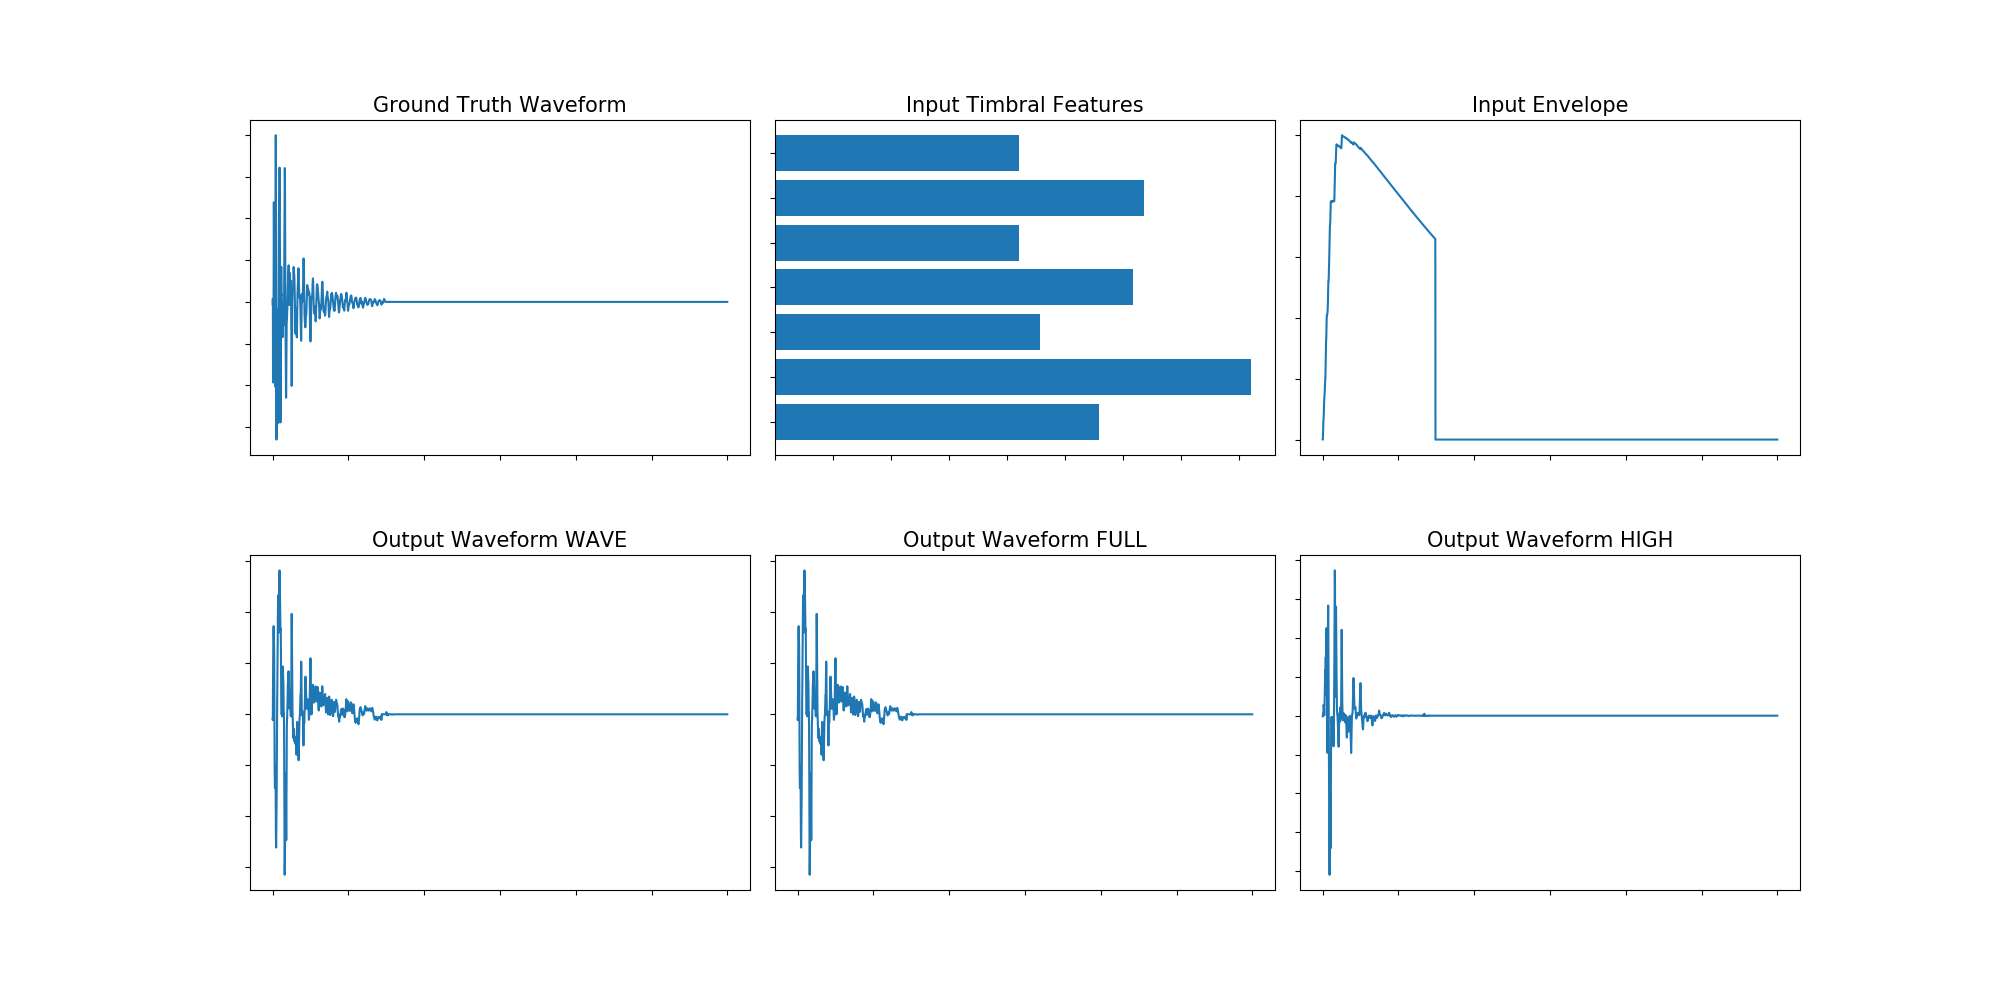 Ground Truth Waveform
Input Timbral Features
Input Envelope
Output Waveform WAVE
Output Waveform FULL
Output Waveform HIGH